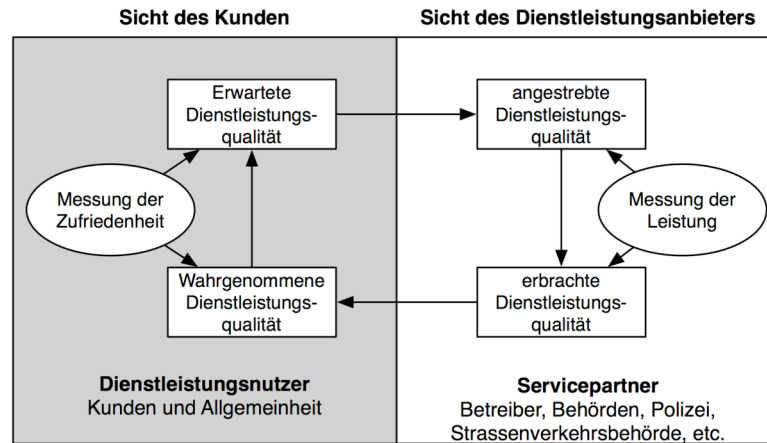 Sicht des Kunden
Sicht des Dienstleistungsanbieters
Erwartete
Dienstleistungs-
qualität
angestrebte
Dienstleistungs-
qualität
Messung der
Zufriedenheit
Messung der
Leistung
Wahrgenommene
Dienstleistungs-
qualität
erbrachte
Dienstleistungs-
qualität
Dienstleistungsnutzer
Kunden und Allgemeinheit
Servicepartner
Betreiber, Behörden, Polizei,
Strassenverkehrsbehörde, etc.